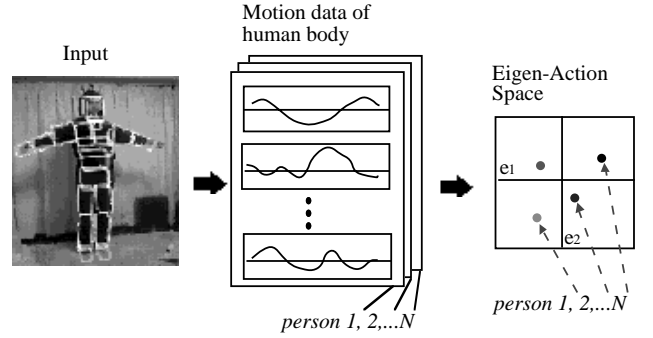 Input
Motion data of
human body
Eigen-Action
Space
e1
e2
person 1, 2,...N
person 1, 2,...N